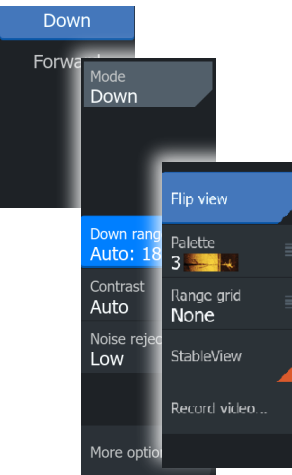 Down
Forwa
Mode
Down
Down rang
Auto: 18
Contrast
Auto
Noise rejec
Low
More optio
Flip view
Palette
3
Range grid
None
StableView
Record video...